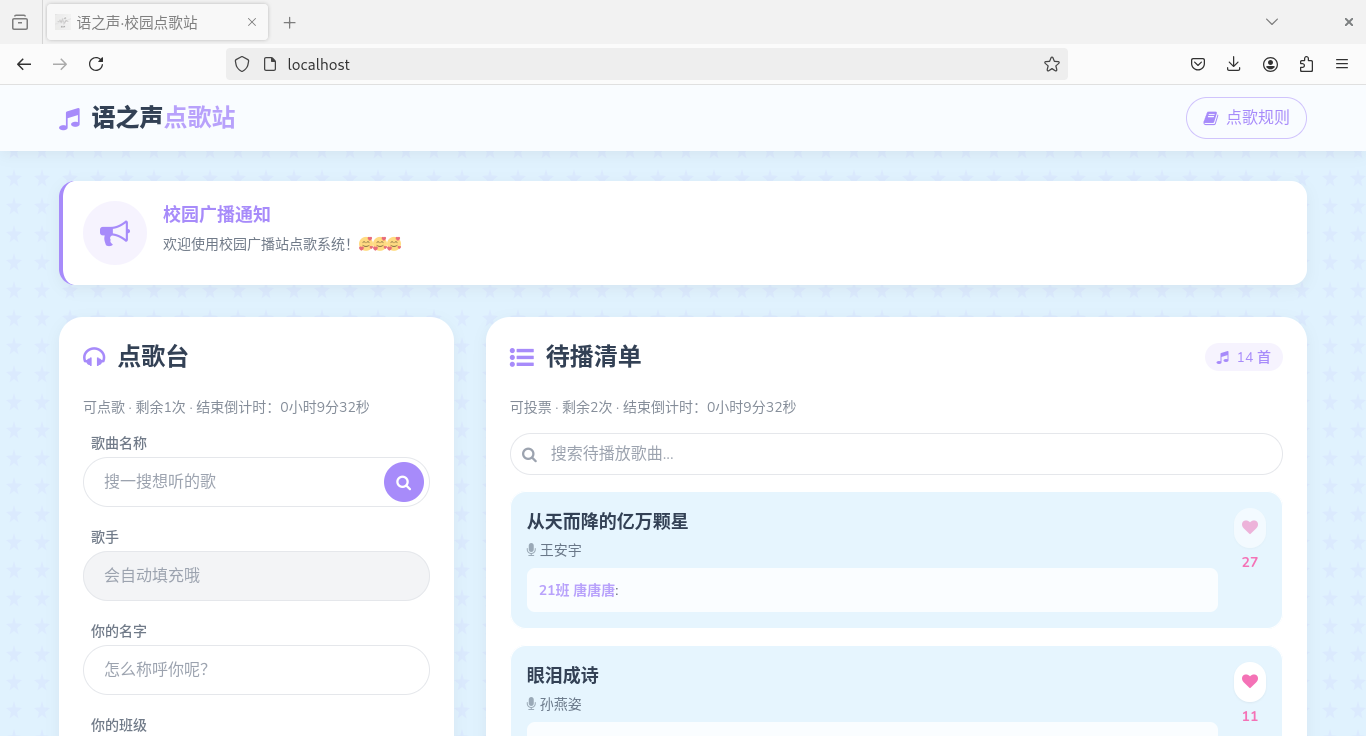 语之声·校园点歌站
localhost
语之声点歌站
点歌规则
校园广播通知
欢迎使用校园广播站点歌系统！🥰🥰🥰
点歌台
可点歌 · 剩余1次 · 结束倒计时：0小时9分32秒
歌曲名称
搜一搜想听的歌
歌手
会自动填充哦
你的名字
怎么称呼你呢？
你的班级
待播清单
14 首
可投票 · 剩余2次 · 结束倒计时：0小时9分32秒
搜索待播放歌曲...
从天而降的亿万颗星
王安宇
27
21班 唐唐唐:
眼泪成诗
孙燕姿
11